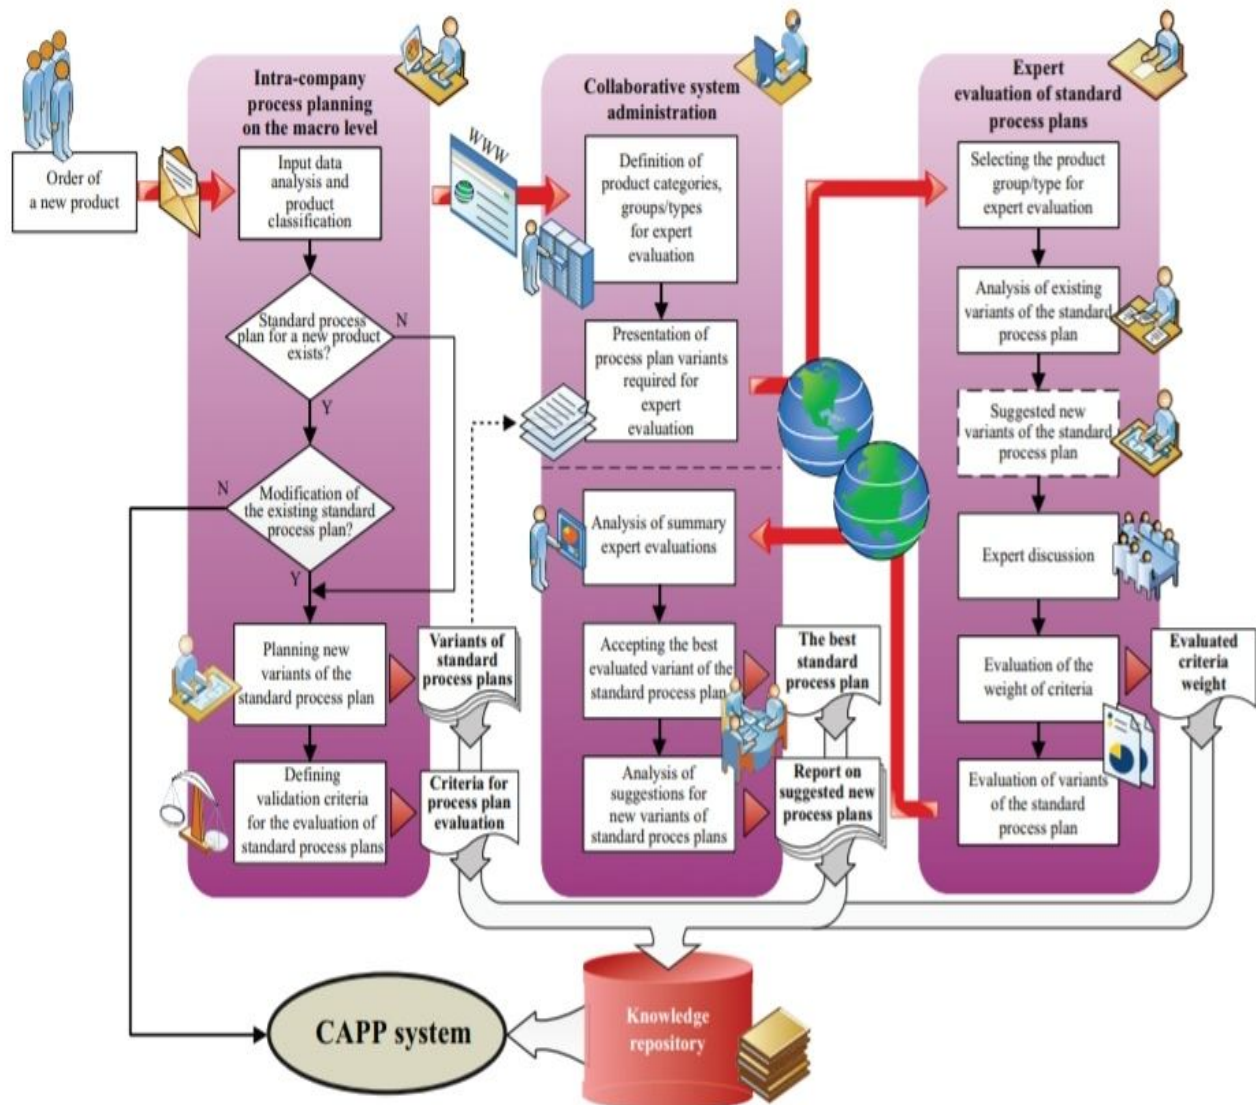 Order of
a new product
Intra-company
process planning
on the macro level
Input data
analysis and
product
classification
Standard process
plan for a new product
exists?
N
Y
Modification of
the existing standard
process plan?
N
Y
Planning new
variants of the
standard process plan
Variants of
standard
process plans
Defining
validation criteria
for the evaluation of
standard process plans
Criteria for
process plan
evaluation
WWW
Collaborative system
administration
Definition of
product categories,
groups/types
for expert
evaluation
Presentation of
process plan variants
required for
expert
evaluation
Analysis of summary
expert evaluations
Accepting the best
evaluated variant of the
standard process plan
The best
standard
process plan
Analysis of
suggestions for
new variants of
standard proces plans
Report on
suggested new
process plans
Expert
evaluation of standard
process plans
Selecting the product
group/type for
expert evaluation
Analysis of existing
variants of the standard
process plan
Suggested new
variants of the standard
process plan
Expert discussion
Evaluation of the
weight of criteria
Evaluated
criteria
weight
Evaluation of variants
of the standard
process plan
CAPP system
Knowledge
repository